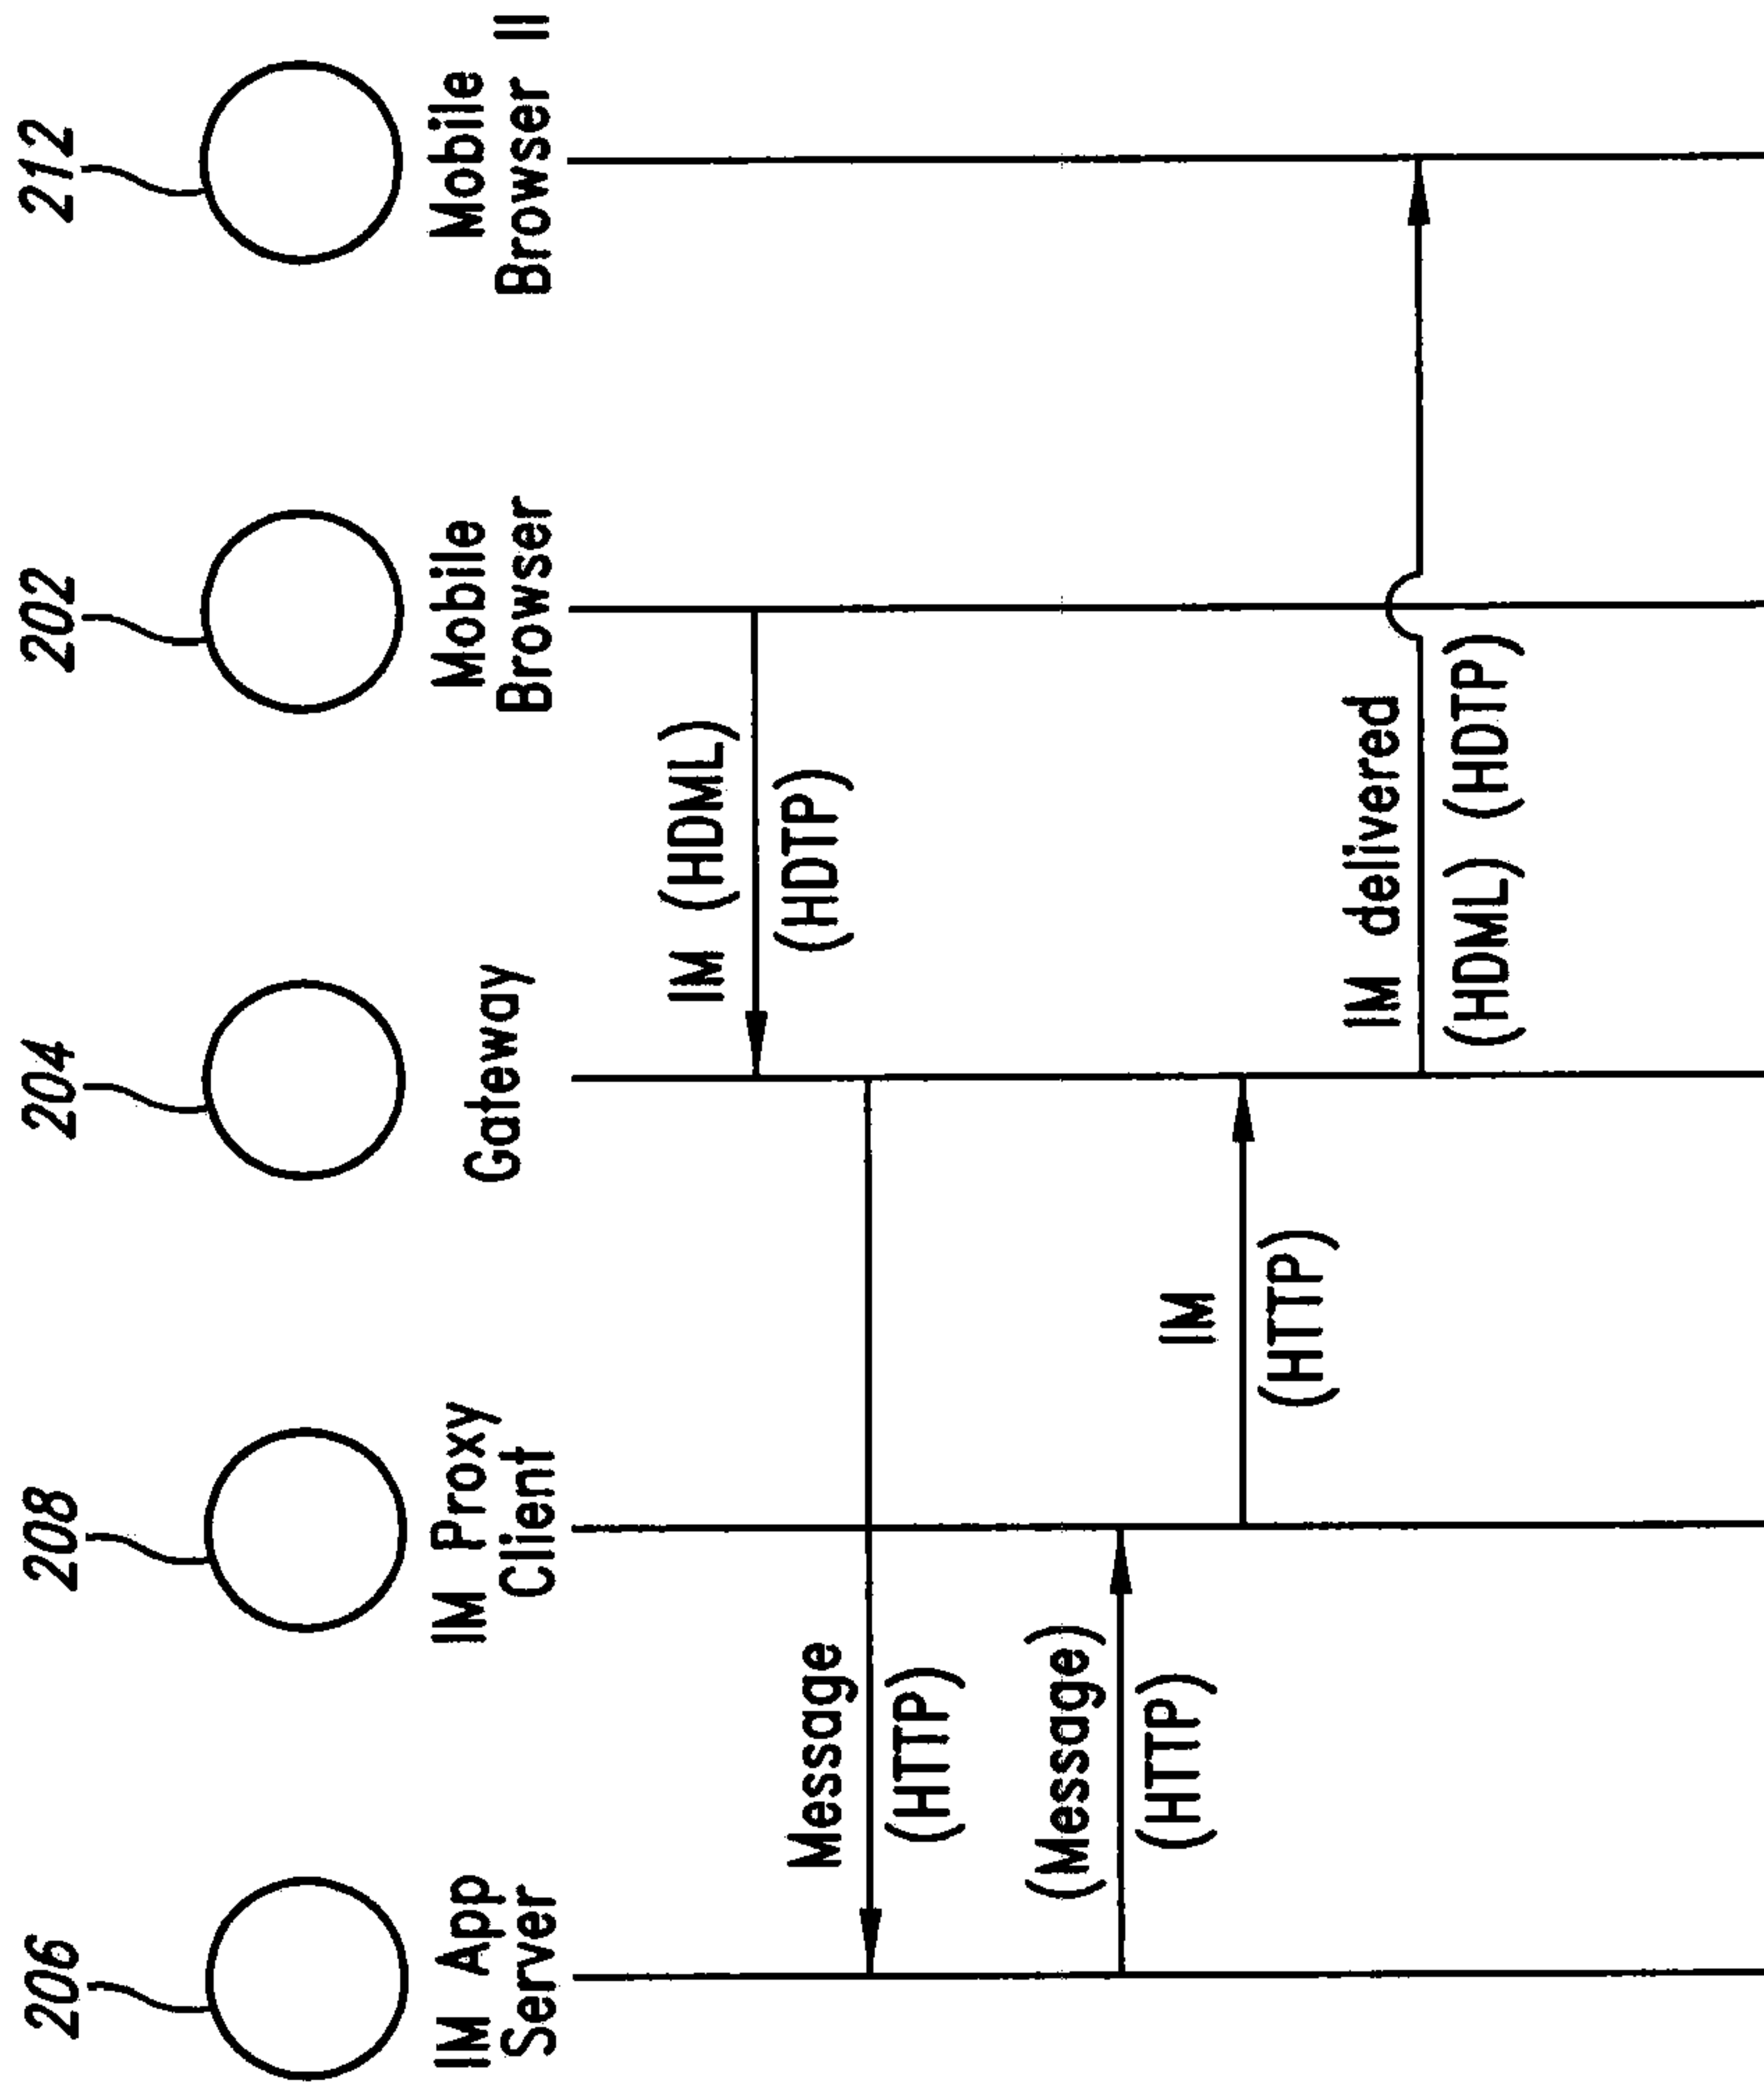 206
208
204
202
212
IM App
Server
IM Proxy
Client
Gateway
Mobile
Browser
Mobile
Browser III
IM (HDML)
(HDTP)
Message
(HTTP)
(Message)
(HTTP)
IM
(HTTP)
IM delivered
(HDML) (HDTP)